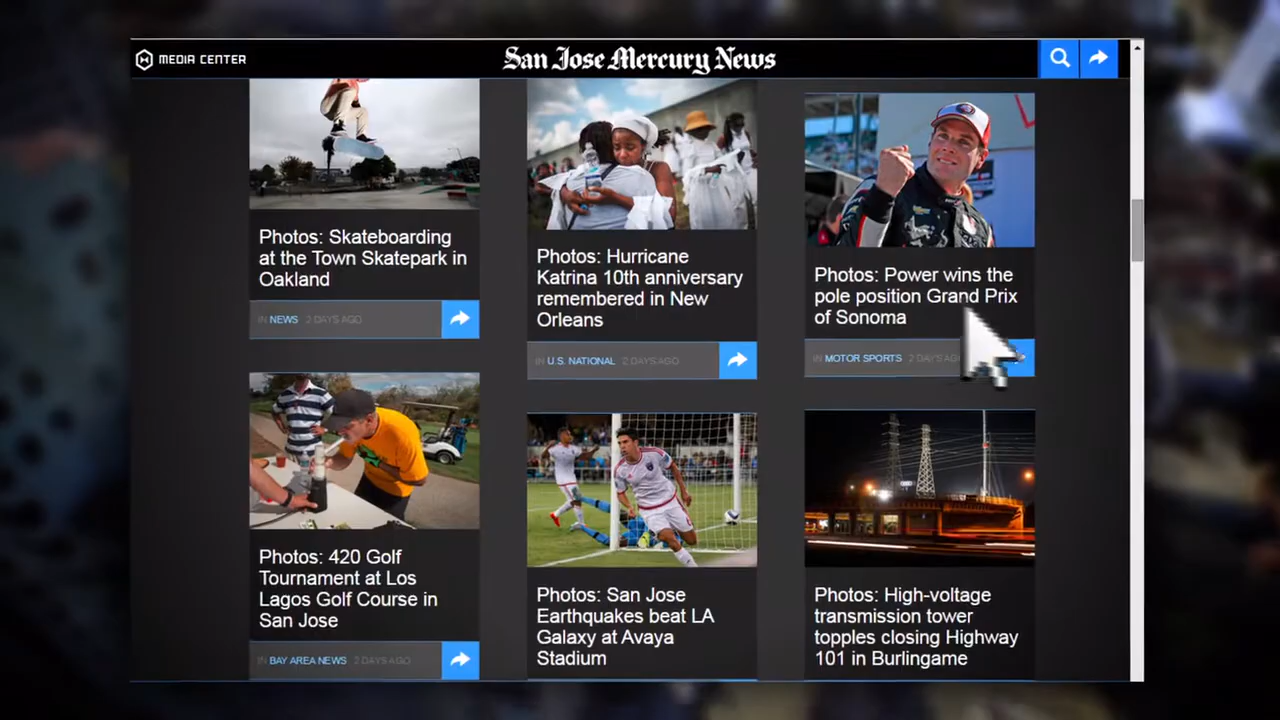 MEDIA CENTER
San Jose Mercury News
Photos: Skateboarding
at the Town Skatepark in
Oakland
IN NEWS 2 DAYS AGO
Photos: Hurricane
Katrina 10th anniversary
remembered in New
Orleans
IN U.S. NATIONAL 2 DAYS AGO
Photos: Power wins the
pole position Grand Prix
of Sonoma
IN MOTOR SPORTS 2 DAYS
Photos: 420 Golf
Tournament at Los
Lagos Golf Course in
San Jose
IN BAY AREA NEWS 2 DAYS AGO
Photos: San Jose
Earthquakes beat LA
Galaxy at Avaya
Stadium
Photos: High-voltage
transmission tower
topples closing Highway
101 in Burlingame